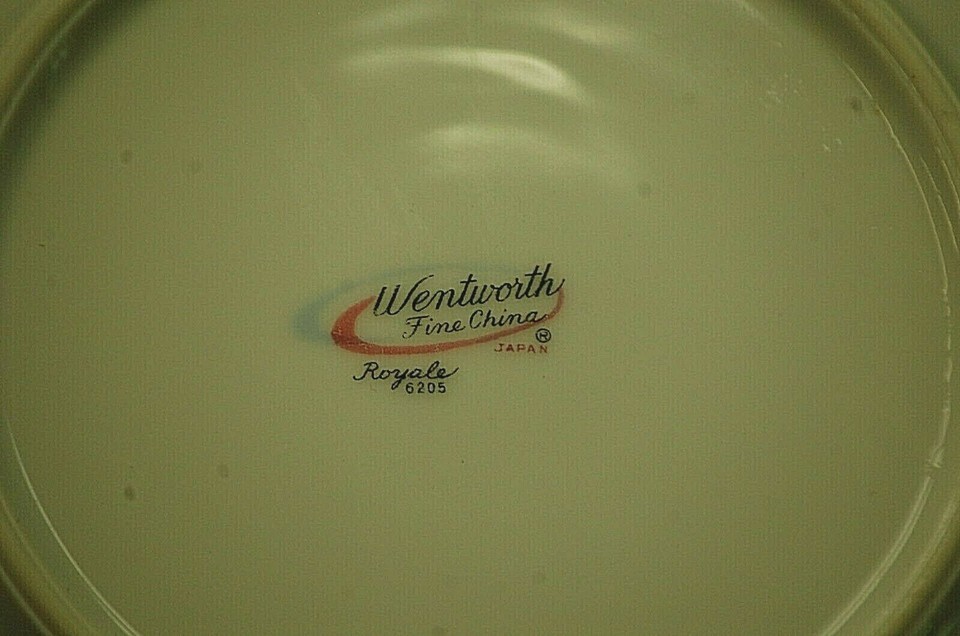 Wentworth
Fine China ®
JAPAN
Royale
6205